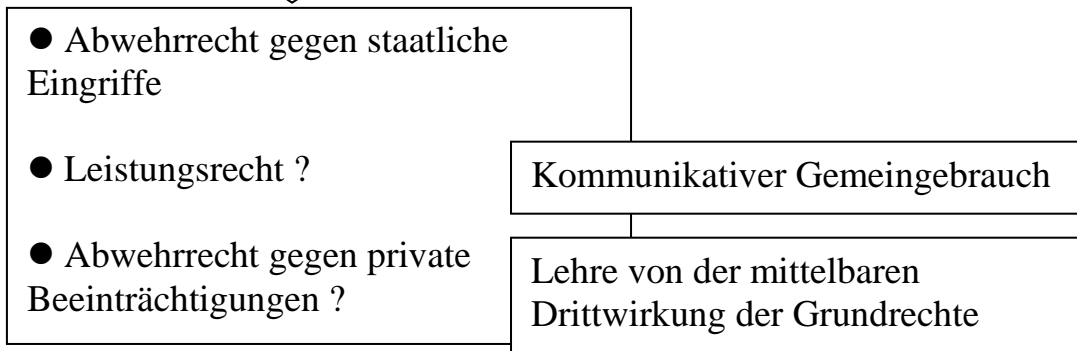 ● Abwehrrecht gegen staatliche
Eingriffe
● Leistungsrecht ?
Kommunikativer Gemeingebrauch
● Abwehrrecht gegen private
Beeinträchtigungen ?
Lehre von der mittelbaren
Drittwirkung der Grundrechte